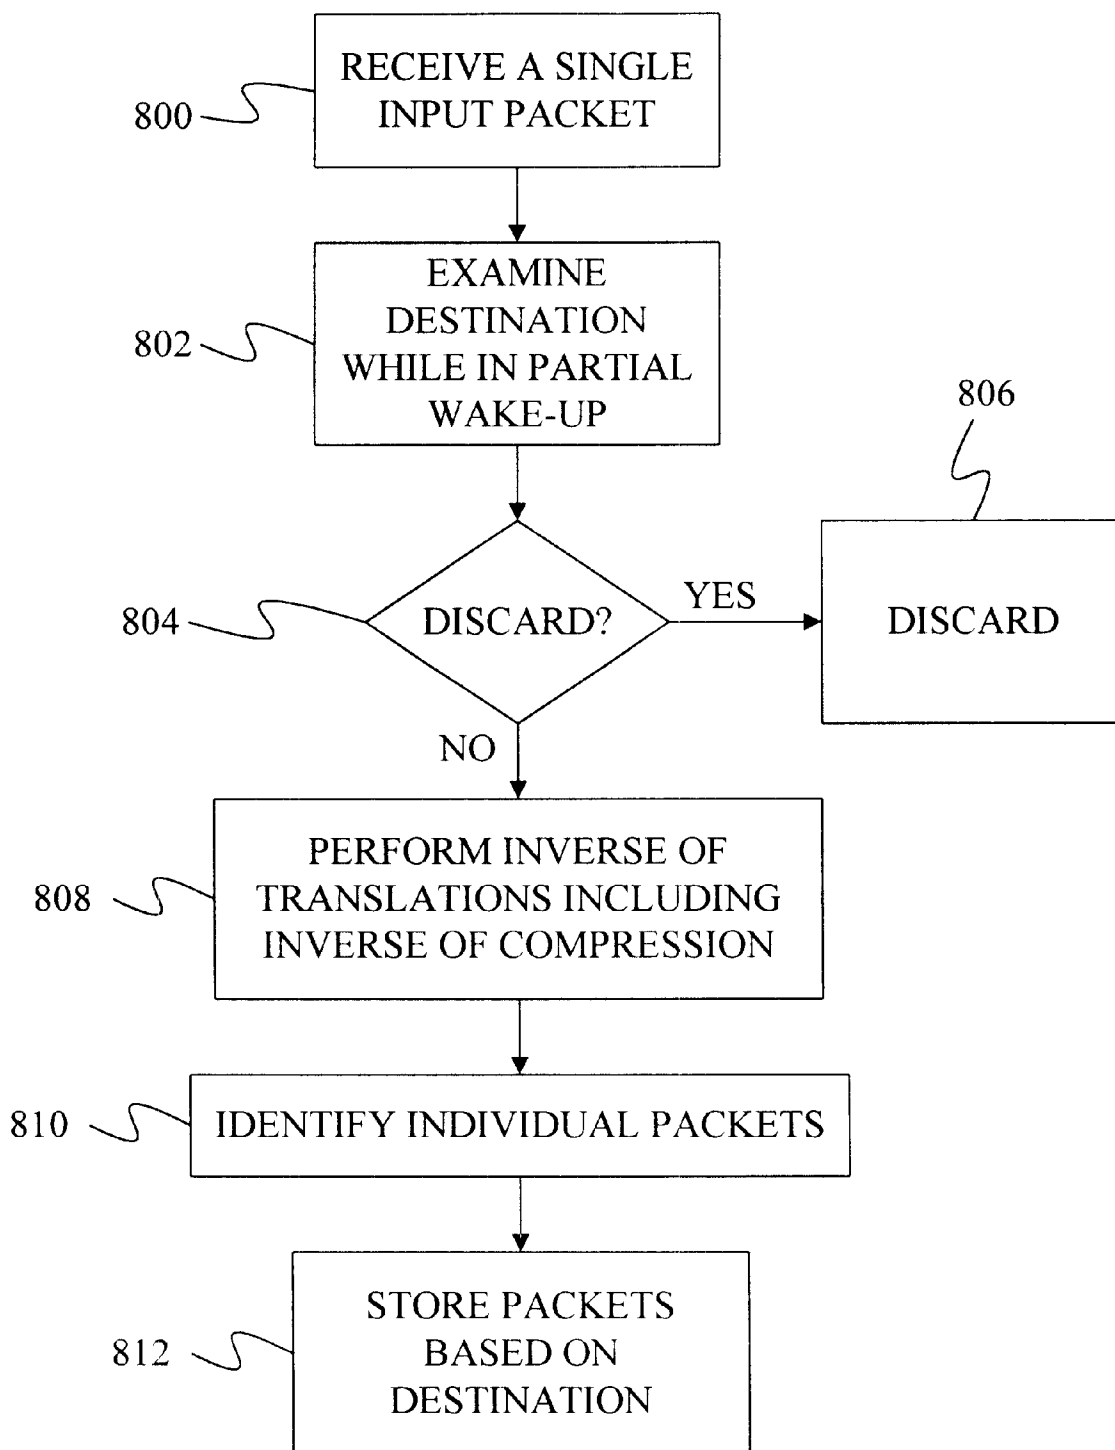 RECEIVE A SINGLE
INPUT PACKET
800
EXAMINE
DESTINATION
WHILE IN PARTIAL
WAKE-UP
802
806
DISCARD?
804
YES
DISCARD
NO
PERFORM INVERSE OF
TRANSLATIONS INCLUDING
INVERSE OF COMPRESSION
808
IDENTIFY INDIVIDUAL PACKETS
810
STORE PACKETS
BASED ON
DESTINATION
812